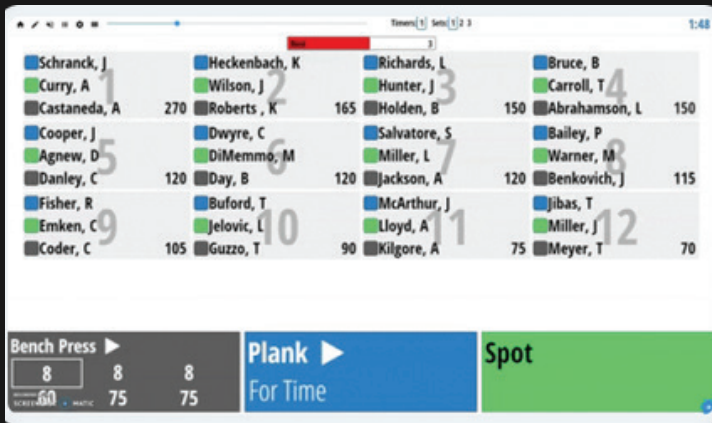 Timers: 1 Sets: 1 2 3
1:48
Rest 3
1
Schranck, J
Curry, A
Castaneda, A 270
2
Heckenbach, K
Wilson, J
Roberts , K 165
3
Richards, L
Hunter, J
Holden, B 150
4
Bruce, B
Carroll, T
Abrahamson, L 150
5
Cooper, J
Agnew, D
Danley, C 120
6
Dwyre, C
DiMemmo, M
Day, B 120
7
Salvatore, S
Miller, L
Jackson, A 120
8
Bailey, P
Warner, M
Benkovich, J 115
9
Fisher, R
Emken, C
Coder, C 105
10
Buford, T
Jelovic, L
Guzzo, T 90
11
McArthur, J
Lloyd, A
Kilgore, A 75
12
Jibas, T
Miller, J
Meyer, T 70
Bench Press
8 8 8
60 75 75
SCREENCAST MATIC
Plank
For Time
Spot